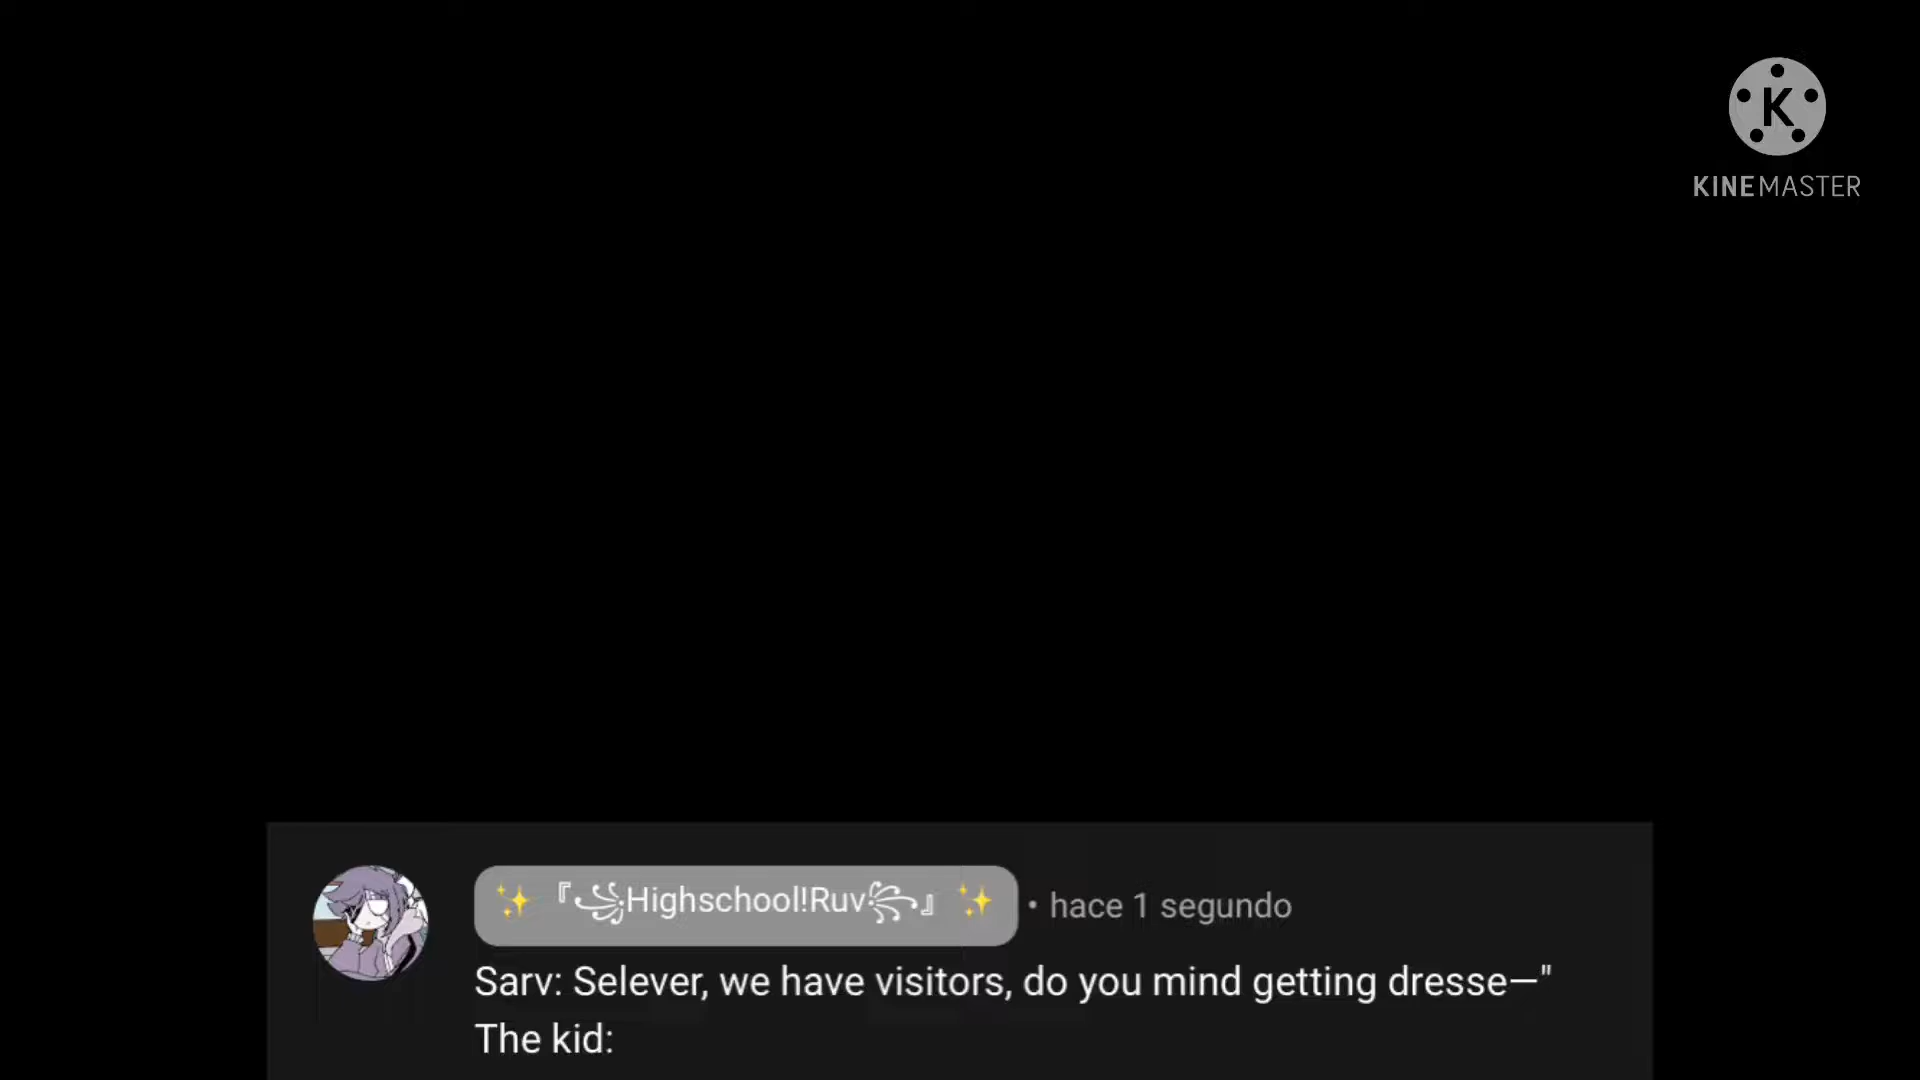 K
KINEMASTER
✨『꧁Highschool!Ruv꧂』✨ • hace 1 segundo
Sarv: Selever, we have visitors, do you mind getting dresse—"
The kid: